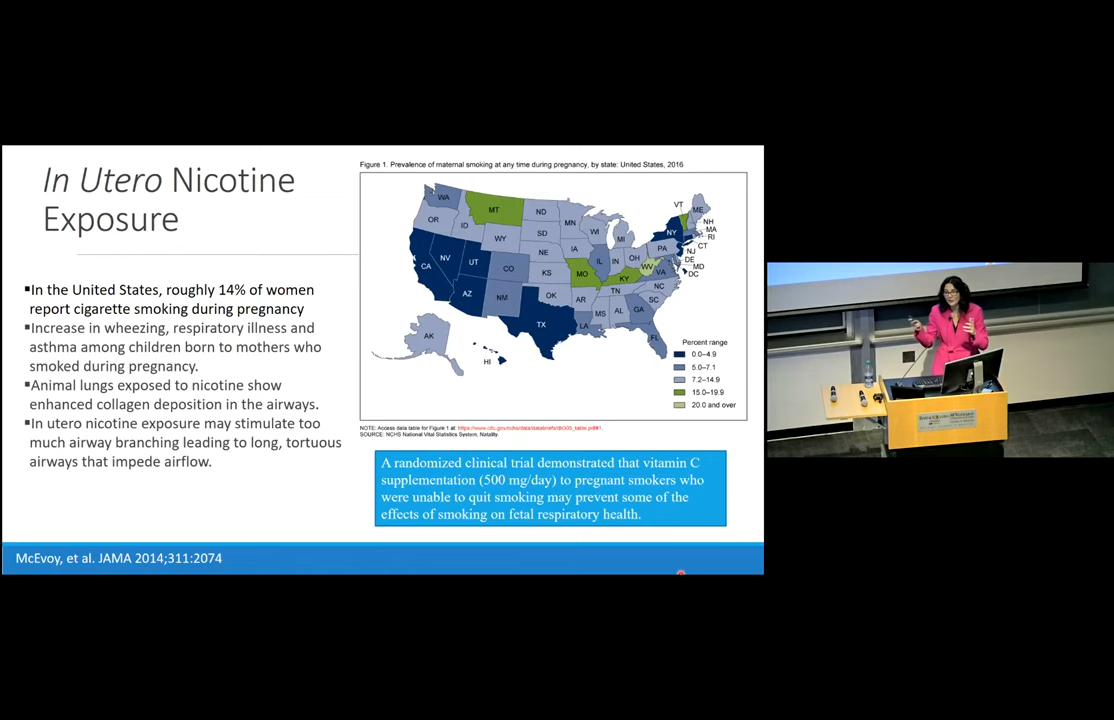 In Utero Nicotine
Exposure
▪In the United States, roughly 14% of women
report cigarette smoking during pregnancy
▪Increase in wheezing, respiratory illness and
asthma among children born to mothers who
smoked during pregnancy.
▪Animal lungs exposed to nicotine show
enhanced collagen deposition in the airways.
▪In utero nicotine exposure may stimulate too
much airway branching leading to long, tortuous
airways that impede airflow.
Figure 1. Prevalence of maternal smoking at any time during pregnancy, by state: United States, 2016
WA
MT
ND
MN
VT
ME
OR
ID
WY
SD
WI
MI
NY
NH
MA
RI
CT
NV
UT
NE
IA
PA
NJ
CA
CO
KS
IL
IN
OH
WV
DE
MD
DC
AZ
NM
OK
MO
KY
VA
TN
NC
AR
SC
TX
LA
MS
AL
GA
AK
HI
FL
Percent range
0.0–4.9
5.0–7.1
7.2–14.9
15.0–19.9
20.0 and over
NOTE: Access data table for Figure 1 at:
SOURCE: NCHS National Vital Statistics System, Natality.
A randomized clinical trial demonstrated that vitamin C
supplementation (500 mg/day) to pregnant smokers who
were unable to quit smoking may prevent some of the
effects of smoking on fetal respiratory health.
McEvoy, et al. JAMA 2014;311:2074